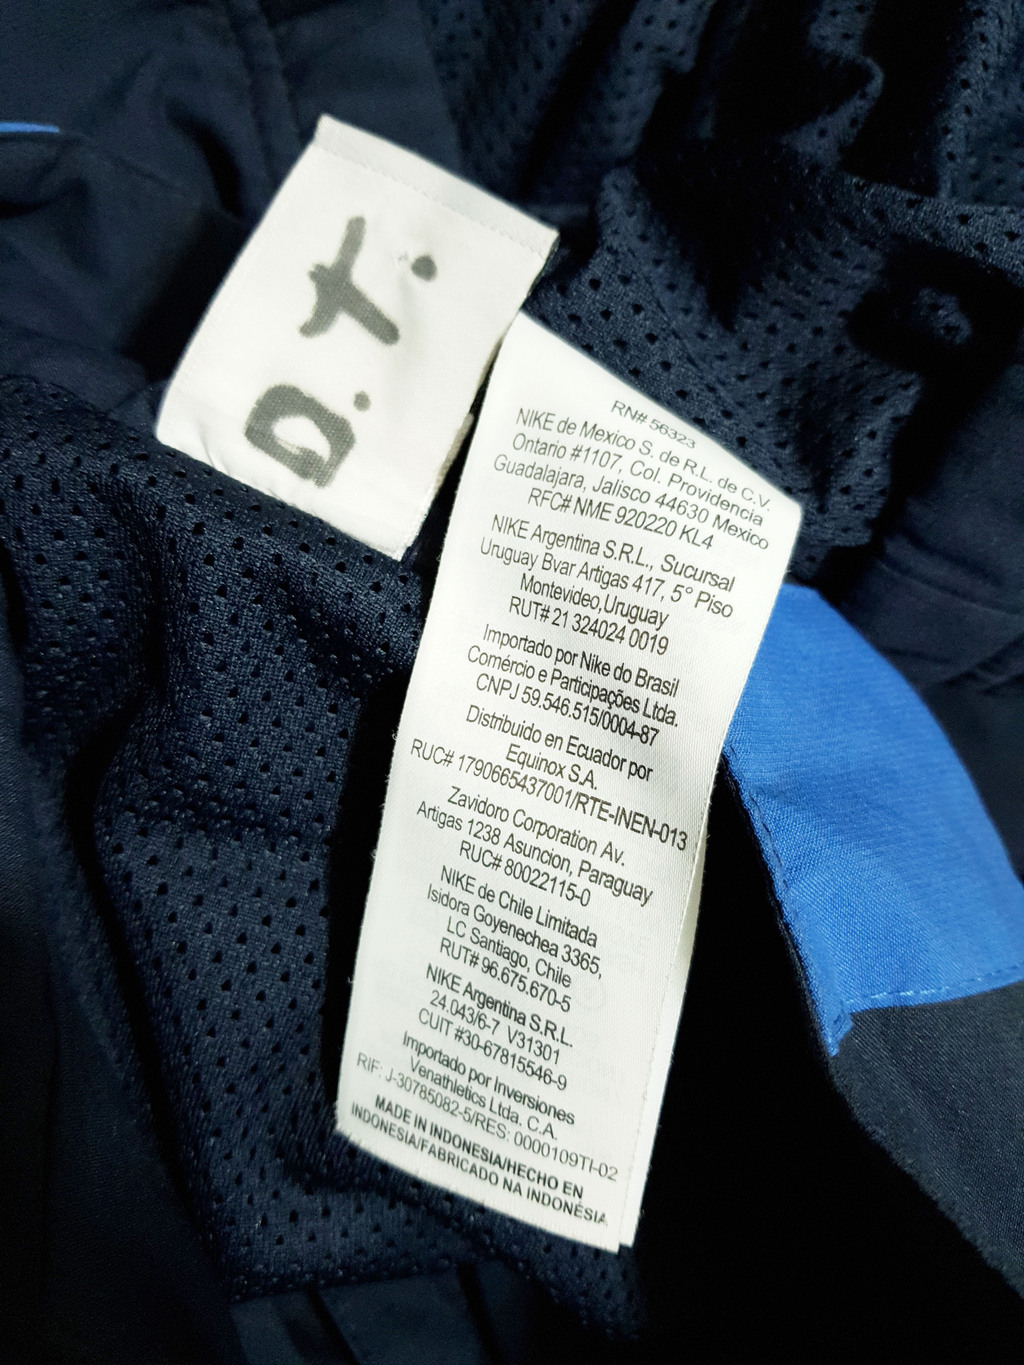 D.T.
RN# 56323
NIKE de Mexico S. de R.L. de C.V.
Ontario #1107, Col. Providencia
Guadalajara, Jalisco 44630 Mexico
RFC# NME 920220 KL4
NIKE Argentina S.R.L., Sucursal
Uruguay Bvar Artigas 417, 5° Piso
Montevideo,Uruguay
RUT# 21 324024 0019
Importado por Nike do Brasil
Comércio e Participações Ltda.
CNPJ 59.546.515/0004-87
Distribuido en Ecuador por
Equinox S.A.
RUC# 1790665437001/RTE-INEN-013
Zavidoro Corporation Av.
Artigas 1238 Asuncion, Paraguay
RUC# 80022115-0
NIKE de Chile Limitada
Isidora Goyenechea 3365,
LC Santiago, Chile
RUT# 96.675.670-5
NIKE Argentina S.R.L.
24.043/6-7 V31301
CUIT #30-67815546-9
Importado por Inversiones
Venathletics Ltda. C.A.
RIF: J-30785082-5/RES: 0000109TI-02
MADE IN INDONESIA/HECHO EN
INDONESIA/FABRICADO NA INDONÉSIA